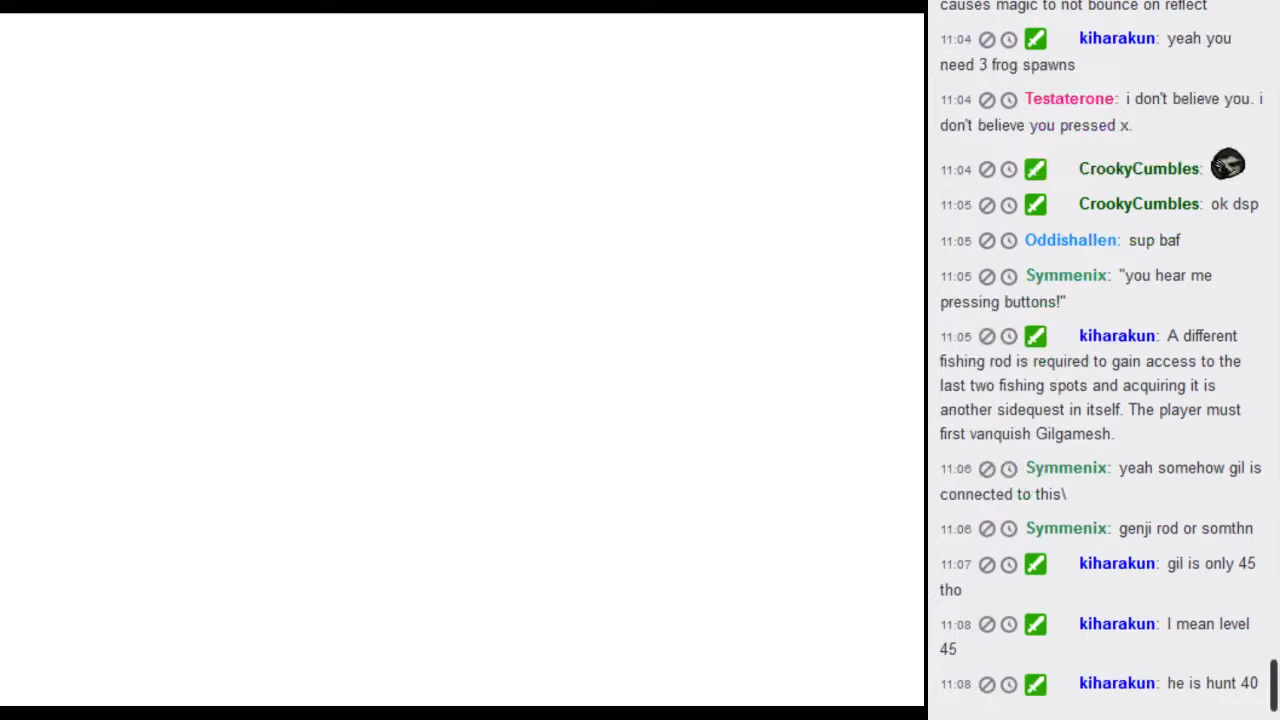 causes magic to not bounce on reflect
11:04 kiharakun: yeah you
need 3 frog spawns
11:04 Testaterone: i don't believe you. i
don't believe you pressed x.
11:04 CrookyCumbles:
11:05 CrookyCumbles: ok dsp
11:05 Oddishallen: sup baf
11:05 Symmenix: "you hear me
pressing buttons!"
11:05 kiharakun: A different
fishing rod is required to gain access to the
last two fishing spots and acquiring it is
another sidequest in itself. The player must
first vanquish Gilgamesh.
11:06 Symmenix: yeah somehow gil is
connected to this\
11:06 Symmenix: genji rod or somthn
11:07 kiharakun: gil is only 45
tho
11:08 kiharakun: I mean level
45
11:08 kiharakun: he is hunt 40